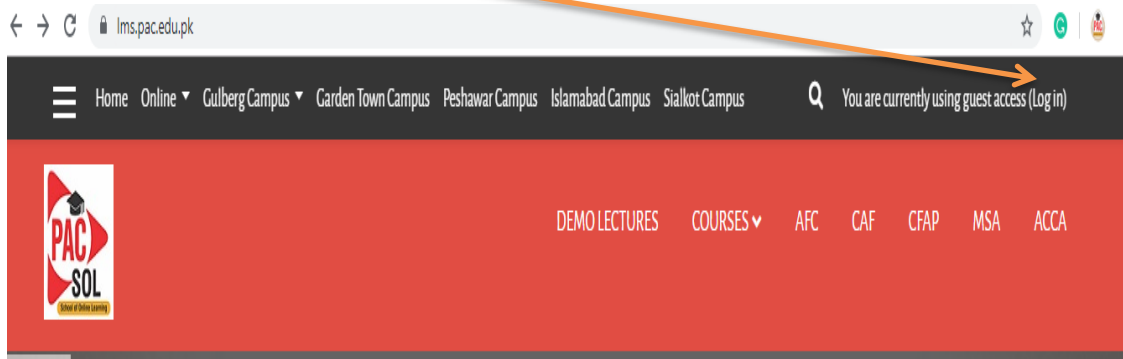 lms.pac.edu.pk
Home Online Gulberg Campus Garden Town Campus Peshawar Campus Islamabad Campus Sialkot Campus You are currently using guest access (Log in)
PAC
SOL
School of Online Learning
DEMO LECTURES COURSES AFC CAF CFAP MSA ACCA